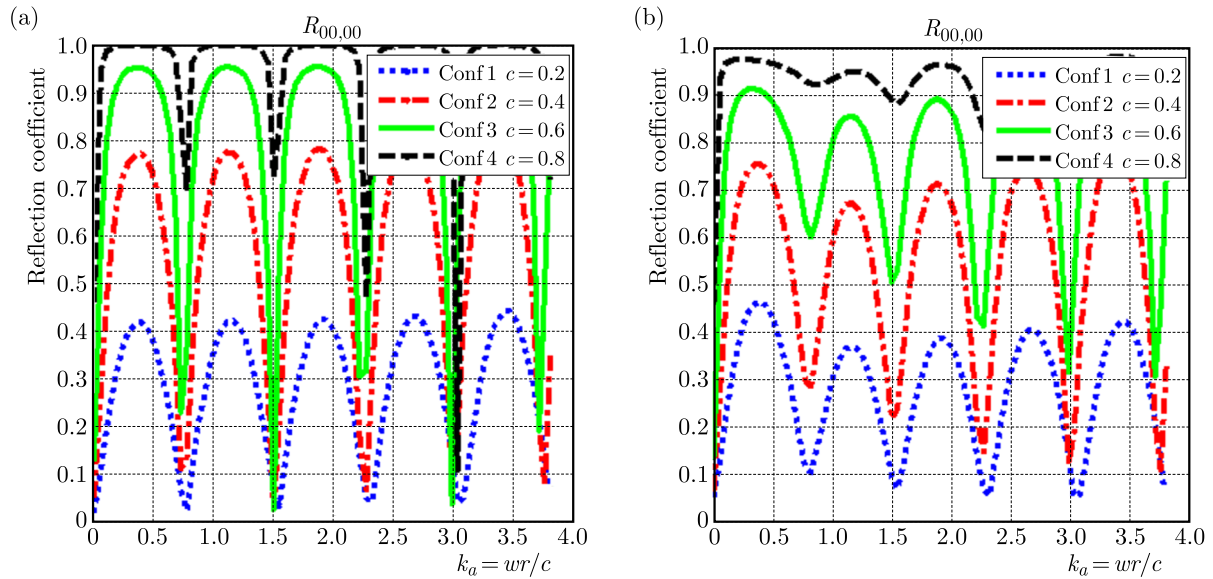 (a)
R00,00
Reflection coefficient
1.0
0.9
0.8
0.7
0.6
0.5
0.4
0.3
0.2
0.1
0
Conf 1 c=0.2
Conf 2 c=0.4
Conf 3 c=0.6
Conf 4 c=0.8
0 0.5 1.0 1.5 2.0 2.5 3.0 3.5 4.0
ka=wr/c
(b)
R00,00
Reflection coefficient
1.0
0.9
0.8
0.7
0.6
0.5
0.4
0.3
0.2
0.1
0
Conf 1 c=0.2
Conf 2 c=0.4
Conf 3 c=0.6
Conf 4 c=0.8
0 0.5 1.0 1.5 2.0 2.5 3.0 3.5 4.0
ka=wr/c